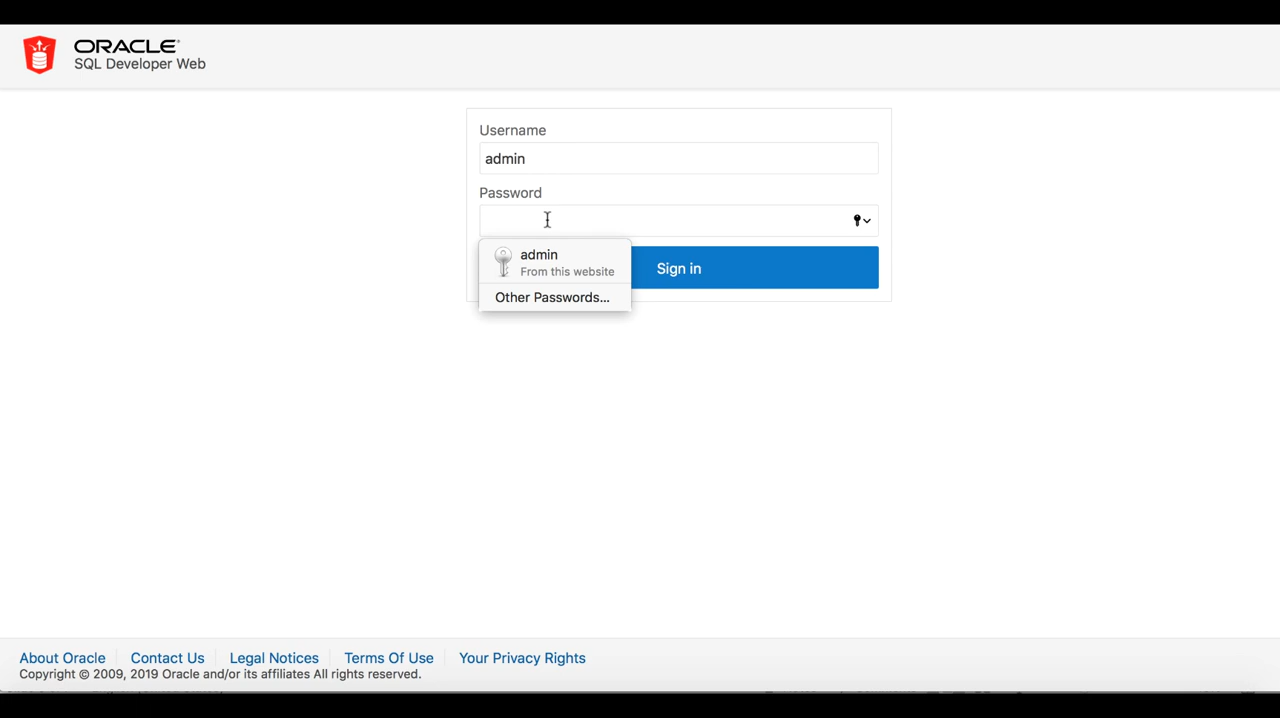 ORACLE
SQL Developer Web
Username
admin
Password
admin
From this website
Sign in
Other Passwords...
About Oracle
Contact Us
Legal Notices
Terms Of Use
Your Privacy Rights
Copyright © 2009, 2019 Oracle and/or its affiliates All rights reserved.